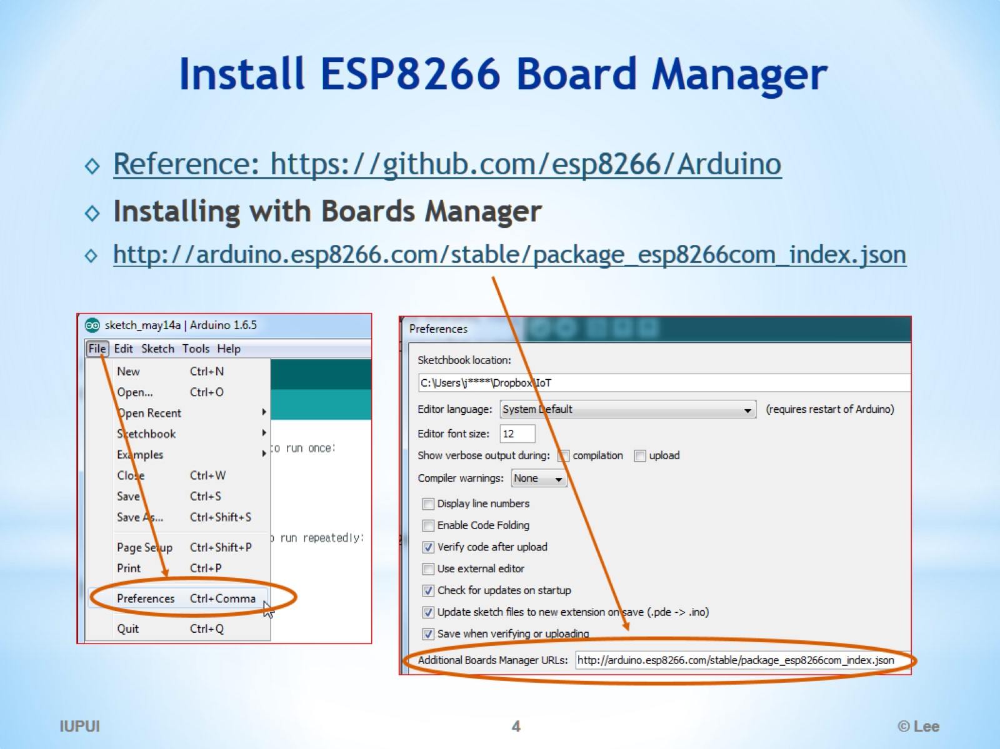 Install ESP8266 Board Manager
Reference: https://github.com/esp8266/Arduino
Installing with Boards Manager
http://arduino.esp8266.com/stable/package_esp8266com_index.json
sketch_may14a | Arduino 1.6.5
File Edit Sketch Tools Help
New Ctrl+N
Open... Ctrl+O
Open Recent
Sketchbook
Examples
Close Ctrl+W
Save Ctrl+S
Save As... Ctrl+Shift+S
Page Setup Ctrl+Shift+P
Print Ctrl+P
Preferences Ctrl+Comma
Quit Ctrl+Q
to run once:
run repeatedly:
Preferences
Sketchbook location:
C:\Users\j****\Dropbox\IoT
Editor language: System Default (requires restart of Arduino)
Editor font size: 12
Show verbose output during: compilation upload
Compiler warnings: None
Display line numbers
Enable Code Folding
Verify code after upload
Use external editor
Check for updates on startup
Update sketch files to new extension on save (.pde -> .ino)
Save when verifying or uploading
Additional Boards Manager URLs: http://arduino.esp8266.com/stable/package_esp8266com_index.json
IUPUI 4 © Lee